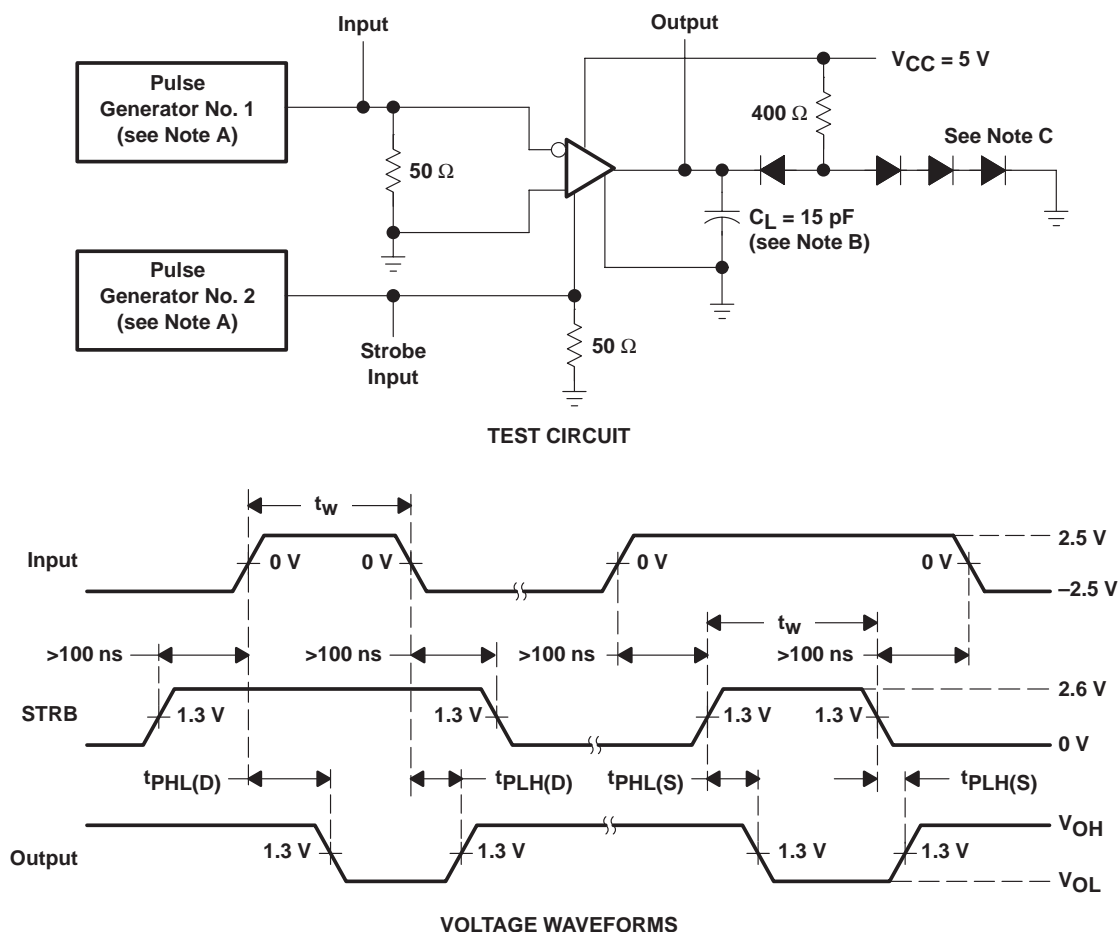 Input
Output
Pulse
Generator No. 1
(see Note A)
VCC = 5 V
400 Ω
See Note C
50 Ω
CL = 15 pF
(see Note B)
Pulse
Generator No. 2
(see Note A)
Strobe
Input
50 Ω
TEST CIRCUIT
tw
Input
0 V
0 V
0 V
0 V
2.5 V
–2.5 V
tw
>100 ns
>100 ns
>100 ns
>100 ns
STRB
1.3 V
1.3 V
1.3 V
1.3 V
2.6 V
0 V
tPHL(D)
tPLH(D)
tPHL(S)
tPLH(S)
Output
1.3 V
1.3 V
1.3 V
1.3 V
VOH
VOL
VOLTAGE WAVEFORMS